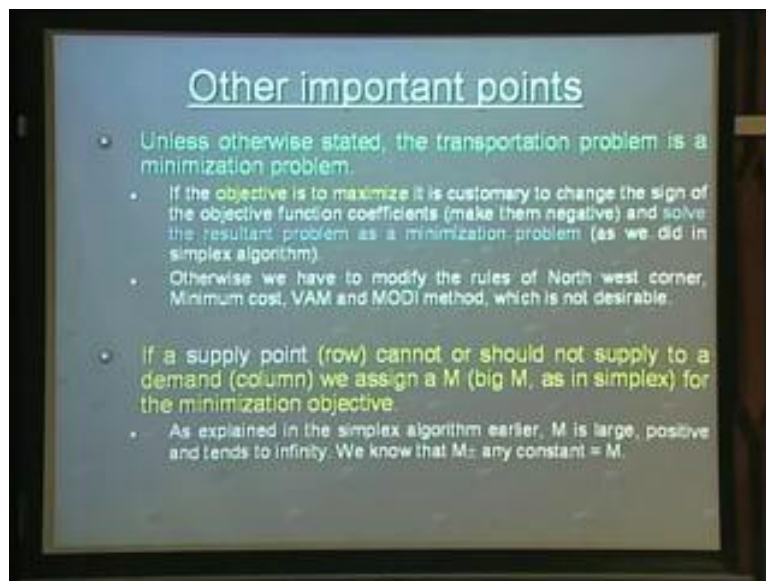 Other important points
Unless otherwise stated, the transportation problem is a
minimization problem.
If the objective is to maximize it is customary to change the sign of
the objective function coefficients (make them negative) and solve
the resultant problem as a minimization problem (as we did in
simplex algorithm).
Otherwise we have to modify the rules of North west corner,
Minimum cost, VAM and MODI method, which is not desirable.
If a supply point (row) cannot or should not supply to a
demand (column) we assign a M (big M, as in simplex) for
the minimization objective.
As explained in the simplex algorithm earlier, M is large, positive
and tends to infinity. We know that M± any constant = M.